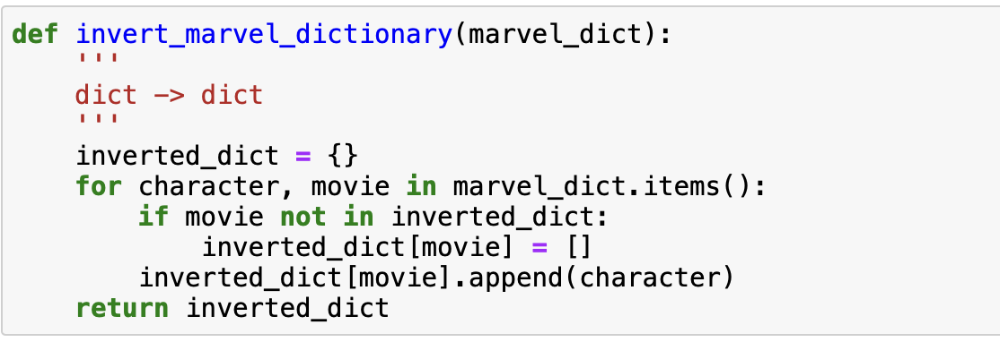 def invert_marvel_dictionary(marvel_dict):
    '''
    dict -> dict
    '''
    inverted_dict = {}
    for character, movie in marvel_dict.items():
        if movie not in inverted_dict:
            inverted_dict[movie] = []
        inverted_dict[movie].append(character)
    return inverted_dict